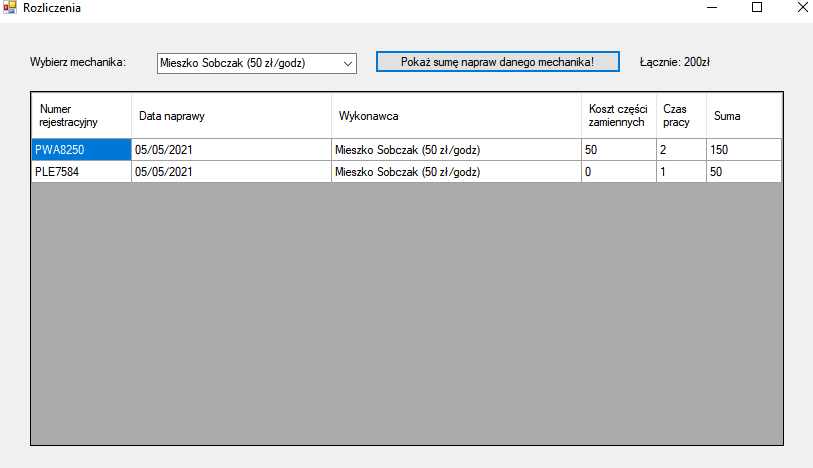 Rozliczenia
Wybierz mechanika: Mieszko Sobczak (50 zł/godz) Pokaż sumę napraw danego mechanika! Łącznie: 200zł
Numer rejestracyjny Data naprawy Wykonawca Koszt części zamiennych Czas pracy Suma
PWA8250 05/05/2021 Mieszko Sobczak (50 zł/godz) 50 2 150
PLE7584 05/05/2021 Mieszko Sobczak (50 zł/godz) 0 1 50